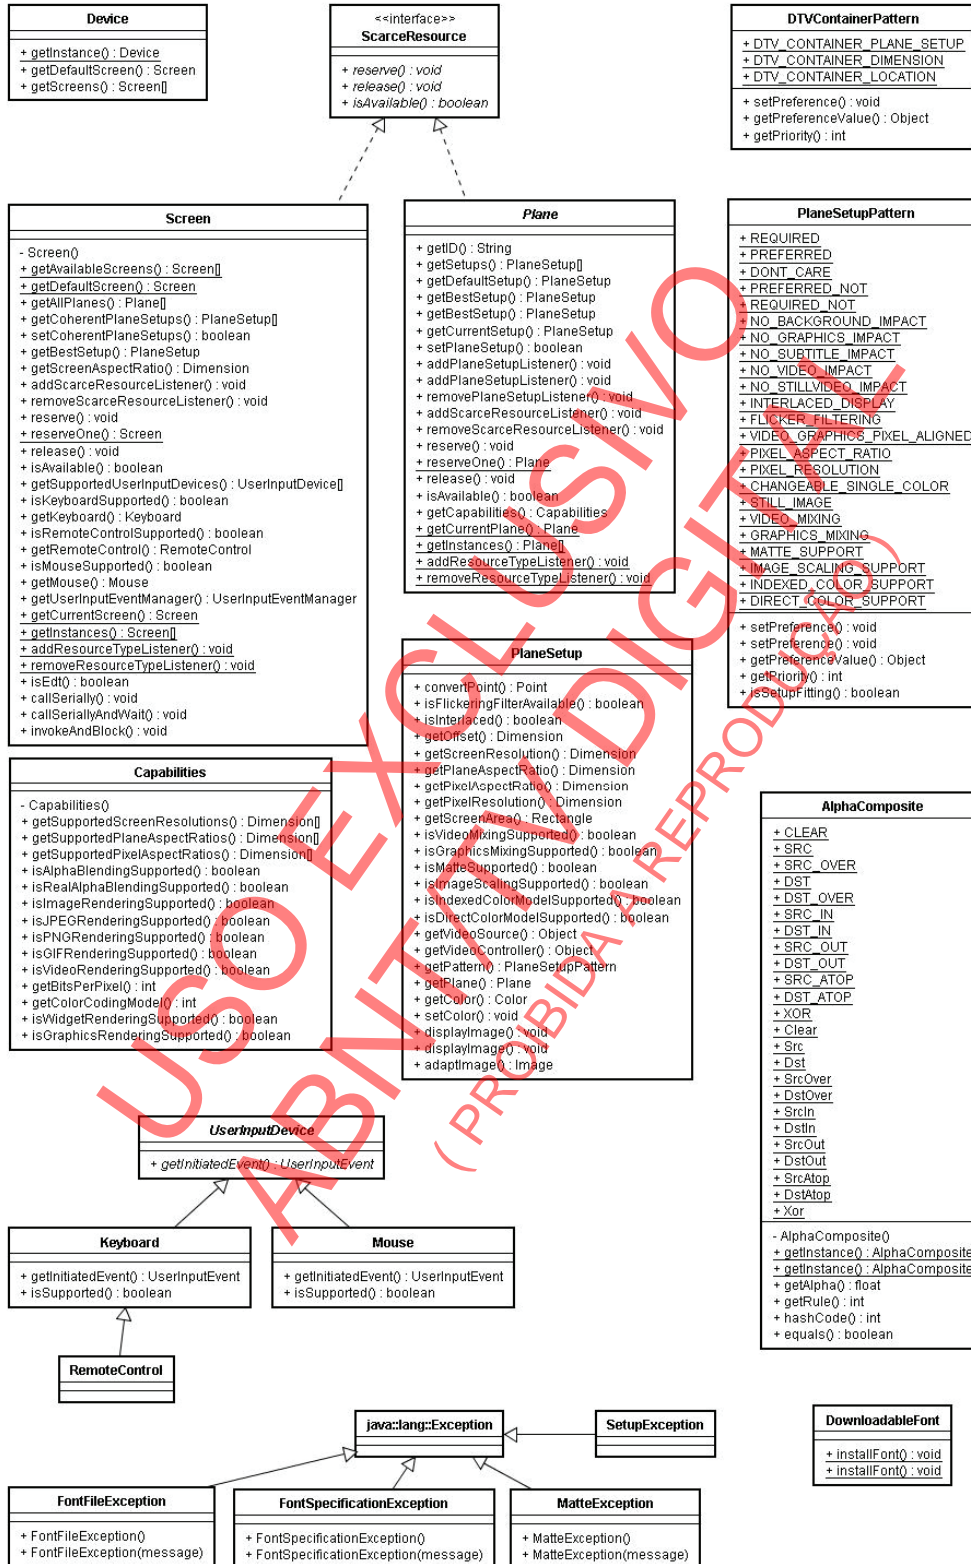 Device
+ getInstance() : Device
+ getDefaultScreen() : Screen
+ getScreens() : Screen[]
<<interface>>
ScarceResource
+ reserve() : void
+ release() : void
+ isAvailable() : boolean
DTVContainerPattern
+ DTV_CONTAINER_PLANE_SETUP
+ DTV_CONTAINER_DIMENSION
+ DTV_CONTAINER_LOCATION
+ setPreference() : void
+ getPreferenceValue() : Object
+ getPriority() : int
Screen
- Screen()
+ getAvailableScreens() : Screen[]
+ getDefaultScreen() : Screen
+ getAllPlanes() : Plane[]
+ getCoherentPlaneSetups() : PlaneSetup[]
+ setCoherentPlaneSetups() : boolean
+ getBestSetup() : PlaneSetup
+ getScreenAspectRatio() : Dimension
+ addScarceResourceListener() : void
+ removeScarceResourceListener() : void
+ reserve() : void
+ reserveOne() : Screen
+ release() : void
+ isAvailable() : boolean
+ getSupportedUserInputDevices() : UserInputDevice[]
+ isKeyboardSupported() : boolean
+ getKeyboard() : Keyboard
+ isRemoteControlSupported() : boolean
+ getRemoteControl() : RemoteControl
+ isMouseSupported() : boolean
+ getMouse() : Mouse
+ getUserInputEventManager() : UserInputEventManager
+ getCurrentScreen() : Screen
+ getInstances() : Screen[]
+ addResourceTypeListener() : void
+ removeResourceTypeListener() : void
+ isEdt() : boolean
+ callSerially() : void
+ callSeriallyAndWait() : void
+ invokeAndBlock() : void
Plane
+ getID() : String
+ getSetups() : PlaneSetup[]
+ getDefaultSetup() : PlaneSetup
+ getBestSetup() : PlaneSetup
+ getBestSetup() : PlaneSetup
+ getCurrentSetup() : PlaneSetup
+ setPlaneSetup() : boolean
+ addPlaneSetupListener() : void
+ addPlaneSetupListener() : void
+ removePlaneSetupListener() : void
+ addScarceResourceListener() : void
+ removeScarceResourceListener() : void
+ reserve() : void
+ reserveOne() : Plane
+ release() : void
+ isAvailable() : boolean
+ getCapabilities() : Capabilities
+ getCurrentPlane() : Plane
+ getInstances() : Plane[]
+ addResourceTypeListener() : void
+ removeResourceTypeListener() : void
PlaneSetupPattern
+ REQUIRED
+ PREFERRED
+ DONT_CARE
+ PREFERRED_NOT
+ REQUIRED_NOT
+ NO_BACKGROUND_IMPACT
+ NO_GRAPHICS_IMPACT
+ NO_SUBTITLE_IMPACT
+ NO_VIDEO_IMPACT
+ NO_STILLVIDEO_IMPACT
+ INTERLACED_DISPLAY
+ FLICKER_FILTERING
+ VIDEO_GRAPHICS_PIXEL_ALIGNED
+ PIXEL_ASPECT_RATIO
+ PIXEL_RESOLUTION
+ CHANGEABLE_SINGLE_COLOR
+ STILL_IMAGE
+ VIDEO_MIXING
+ GRAPHICS_MIXING
+ MATTE_SUPPORT
+ IMAGE_SCALING_SUPPORT
+ INDEXED_COLOR_SUPPORT
+ DIRECT_COLOR_SUPPORT
+ setPreference() : void
+ setPreference() : void
+ getPreferenceValue() : Object
+ getPriority() : int
+ isSetupFitting() : boolean
PlaneSetup
+ convertPoint() : Point
+ isFlickeringFilterAvailable() : boolean
+ isInterlaced() : boolean
+ getOffset() : Dimension
+ getScreenResolution() : Dimension
+ getPlaneAspectRatio() : Dimension
+ getPixelAspectRatio() : Dimension
+ getPixelResolution() : Dimension
+ getScreenArea() : Rectangle
+ isVideoMixingSupported() : boolean
+ isGraphicsMixingSupported() : boolean
+ isMatteSupported() : boolean
+ isImageScalingSupported() : boolean
+ isIndexedColorModelSupported() : boolean
+ isDirectColorModelSupported() : boolean
+ getVideoSource() : Object
+ getVideoController() : Object
+ getPattern() : PlaneSetupPattern
+ getPlane() : Plane
+ getColor() : Color
+ setColor() : void
+ displayImage() : void
+ displayImage() : void
+ adaptImage() : Image
Capabilities
- Capabilities()
+ getSupportedScreenResolutions() : Dimension[]
+ getSupportedPlaneAspectRatios() : Dimension[]
+ getSupportedPixelAspectRatios() : Dimension[]
+ isAlphaBlendingSupported() : boolean
+ isRealAlphaBlendingSupported() : boolean
+ isImageRenderingSupported() : boolean
+ isJPEGRenderingSupported() : boolean
+ isPNGRenderingSupported() : boolean
+ isGIFRenderingSupported() : boolean
+ isVideoRenderingSupported() : boolean
+ getBitsPerPixel() : int
+ getColorCodingModel() : int
+ isWidgetRenderingSupported() : boolean
+ isGraphicsRenderingSupported() : boolean
AlphaComposite
+ CLEAR
+ SRC
+ SRC_OVER
+ DST
+ DST_OVER
+ SRC_IN
+ DST_IN
+ SRC_OUT
+ DST_OUT
+ SRC_ATOP
+ DST_ATOP
+ XOR
+ Clear
+ Src
+ Dst
+ SrcOver
+ DstOver
+ SrcIn
+ DstIn
+ SrcOut
+ DstOut
+ SrcAtop
+ DstAtop
+ Xor
- AlphaComposite()
+ getInstance() : AlphaComposite
+ getInstance() : AlphaComposite
+ getAlpha() : float
+ getRule() : int
+ hashCode() : int
+ equals() : boolean
UserInputDevice
+ getInitiatedEvent() : UserInputEvent
Keyboard
+ getInitiatedEvent() : UserInputEvent
+ isSupported() : boolean
Mouse
+ getInitiatedEvent() : UserInputEvent
+ isSupported() : boolean
RemoteControl
java::lang::Exception
SetupException
DownloadableFont
+ installFont() : void
+ installFont() : void
FontFileException
+ FontFileException()
+ FontFileException(message)
FontSpecificationException
+ FontSpecificationException()
+ FontSpecificationException(message)
MatteException
+ MatteException()
+ MatteException(message)
USO EXCLUSIVO
ABNT/TV DIGITAL
( PROIBIDA A REPRODUÇÃO )